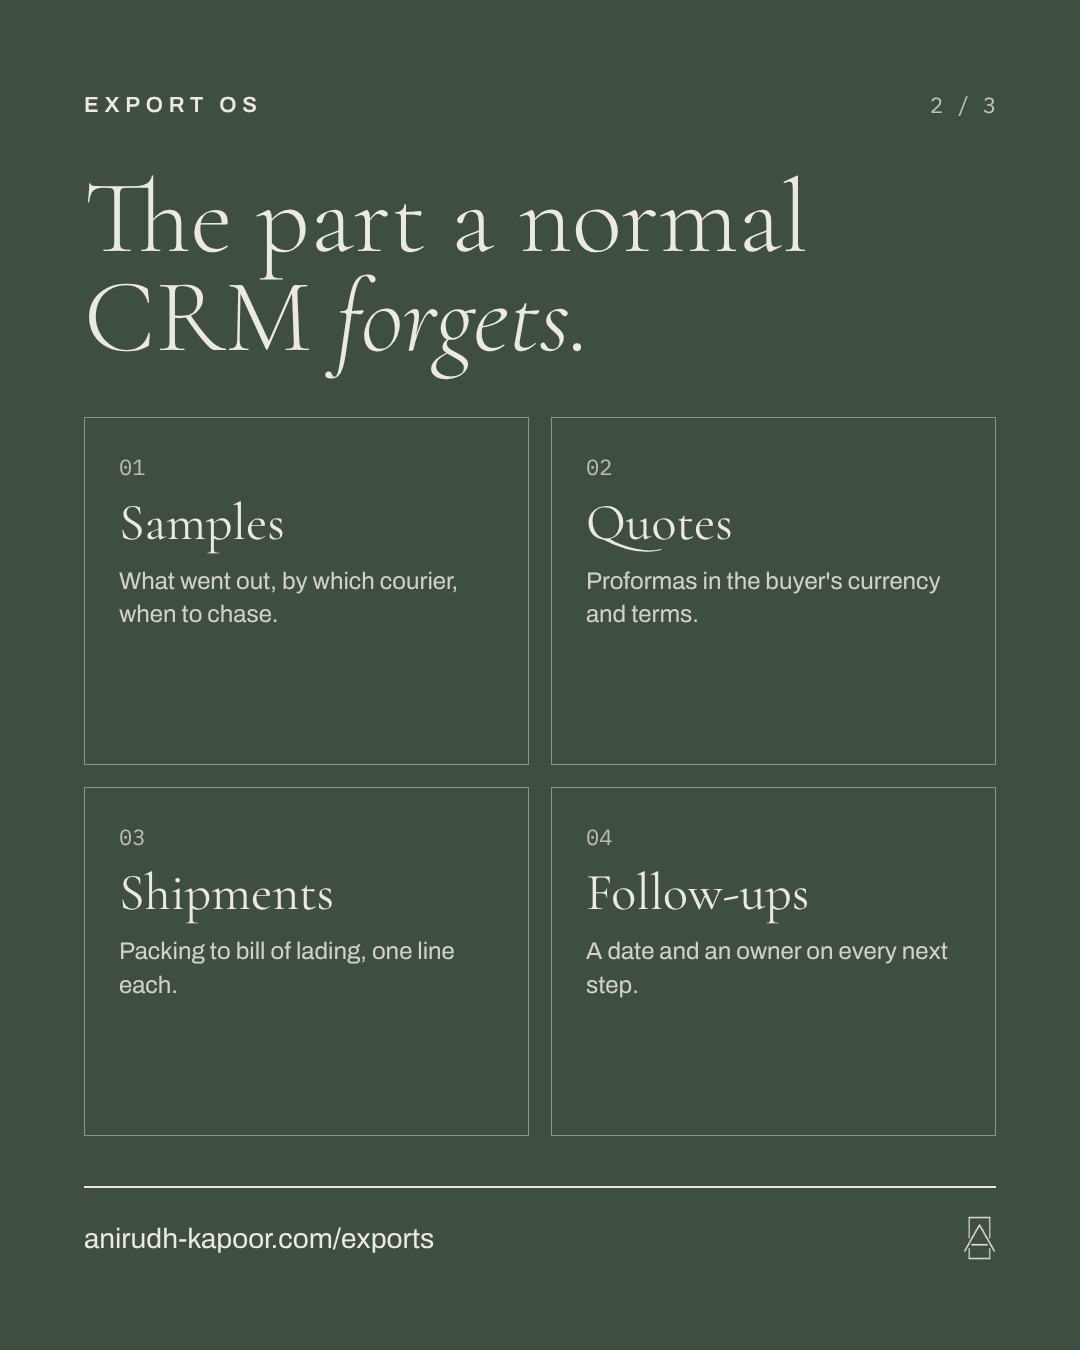 EXPORT OS
2 / 3
The part a normal
CRM forgets.
01
Samples
What went out, by which courier,
when to chase.
02
Quotes
Proformas in the buyer's currency
and terms.
03
Shipments
Packing to bill of lading, one line
each.
04
Follow-ups
A date and an owner on every next
step.
anirudh-kapoor.com/exports